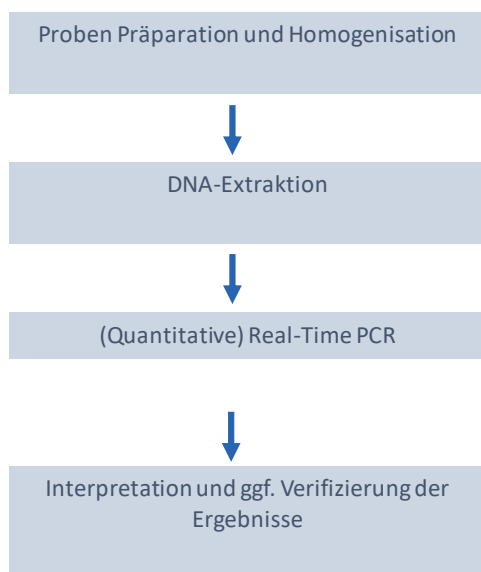 Proben Präparation und Homogenisation
DNA-Extraktion
(Quantitative) Real-Time PCR
Interpretation und ggf. Verifizierung der
Ergebnisse